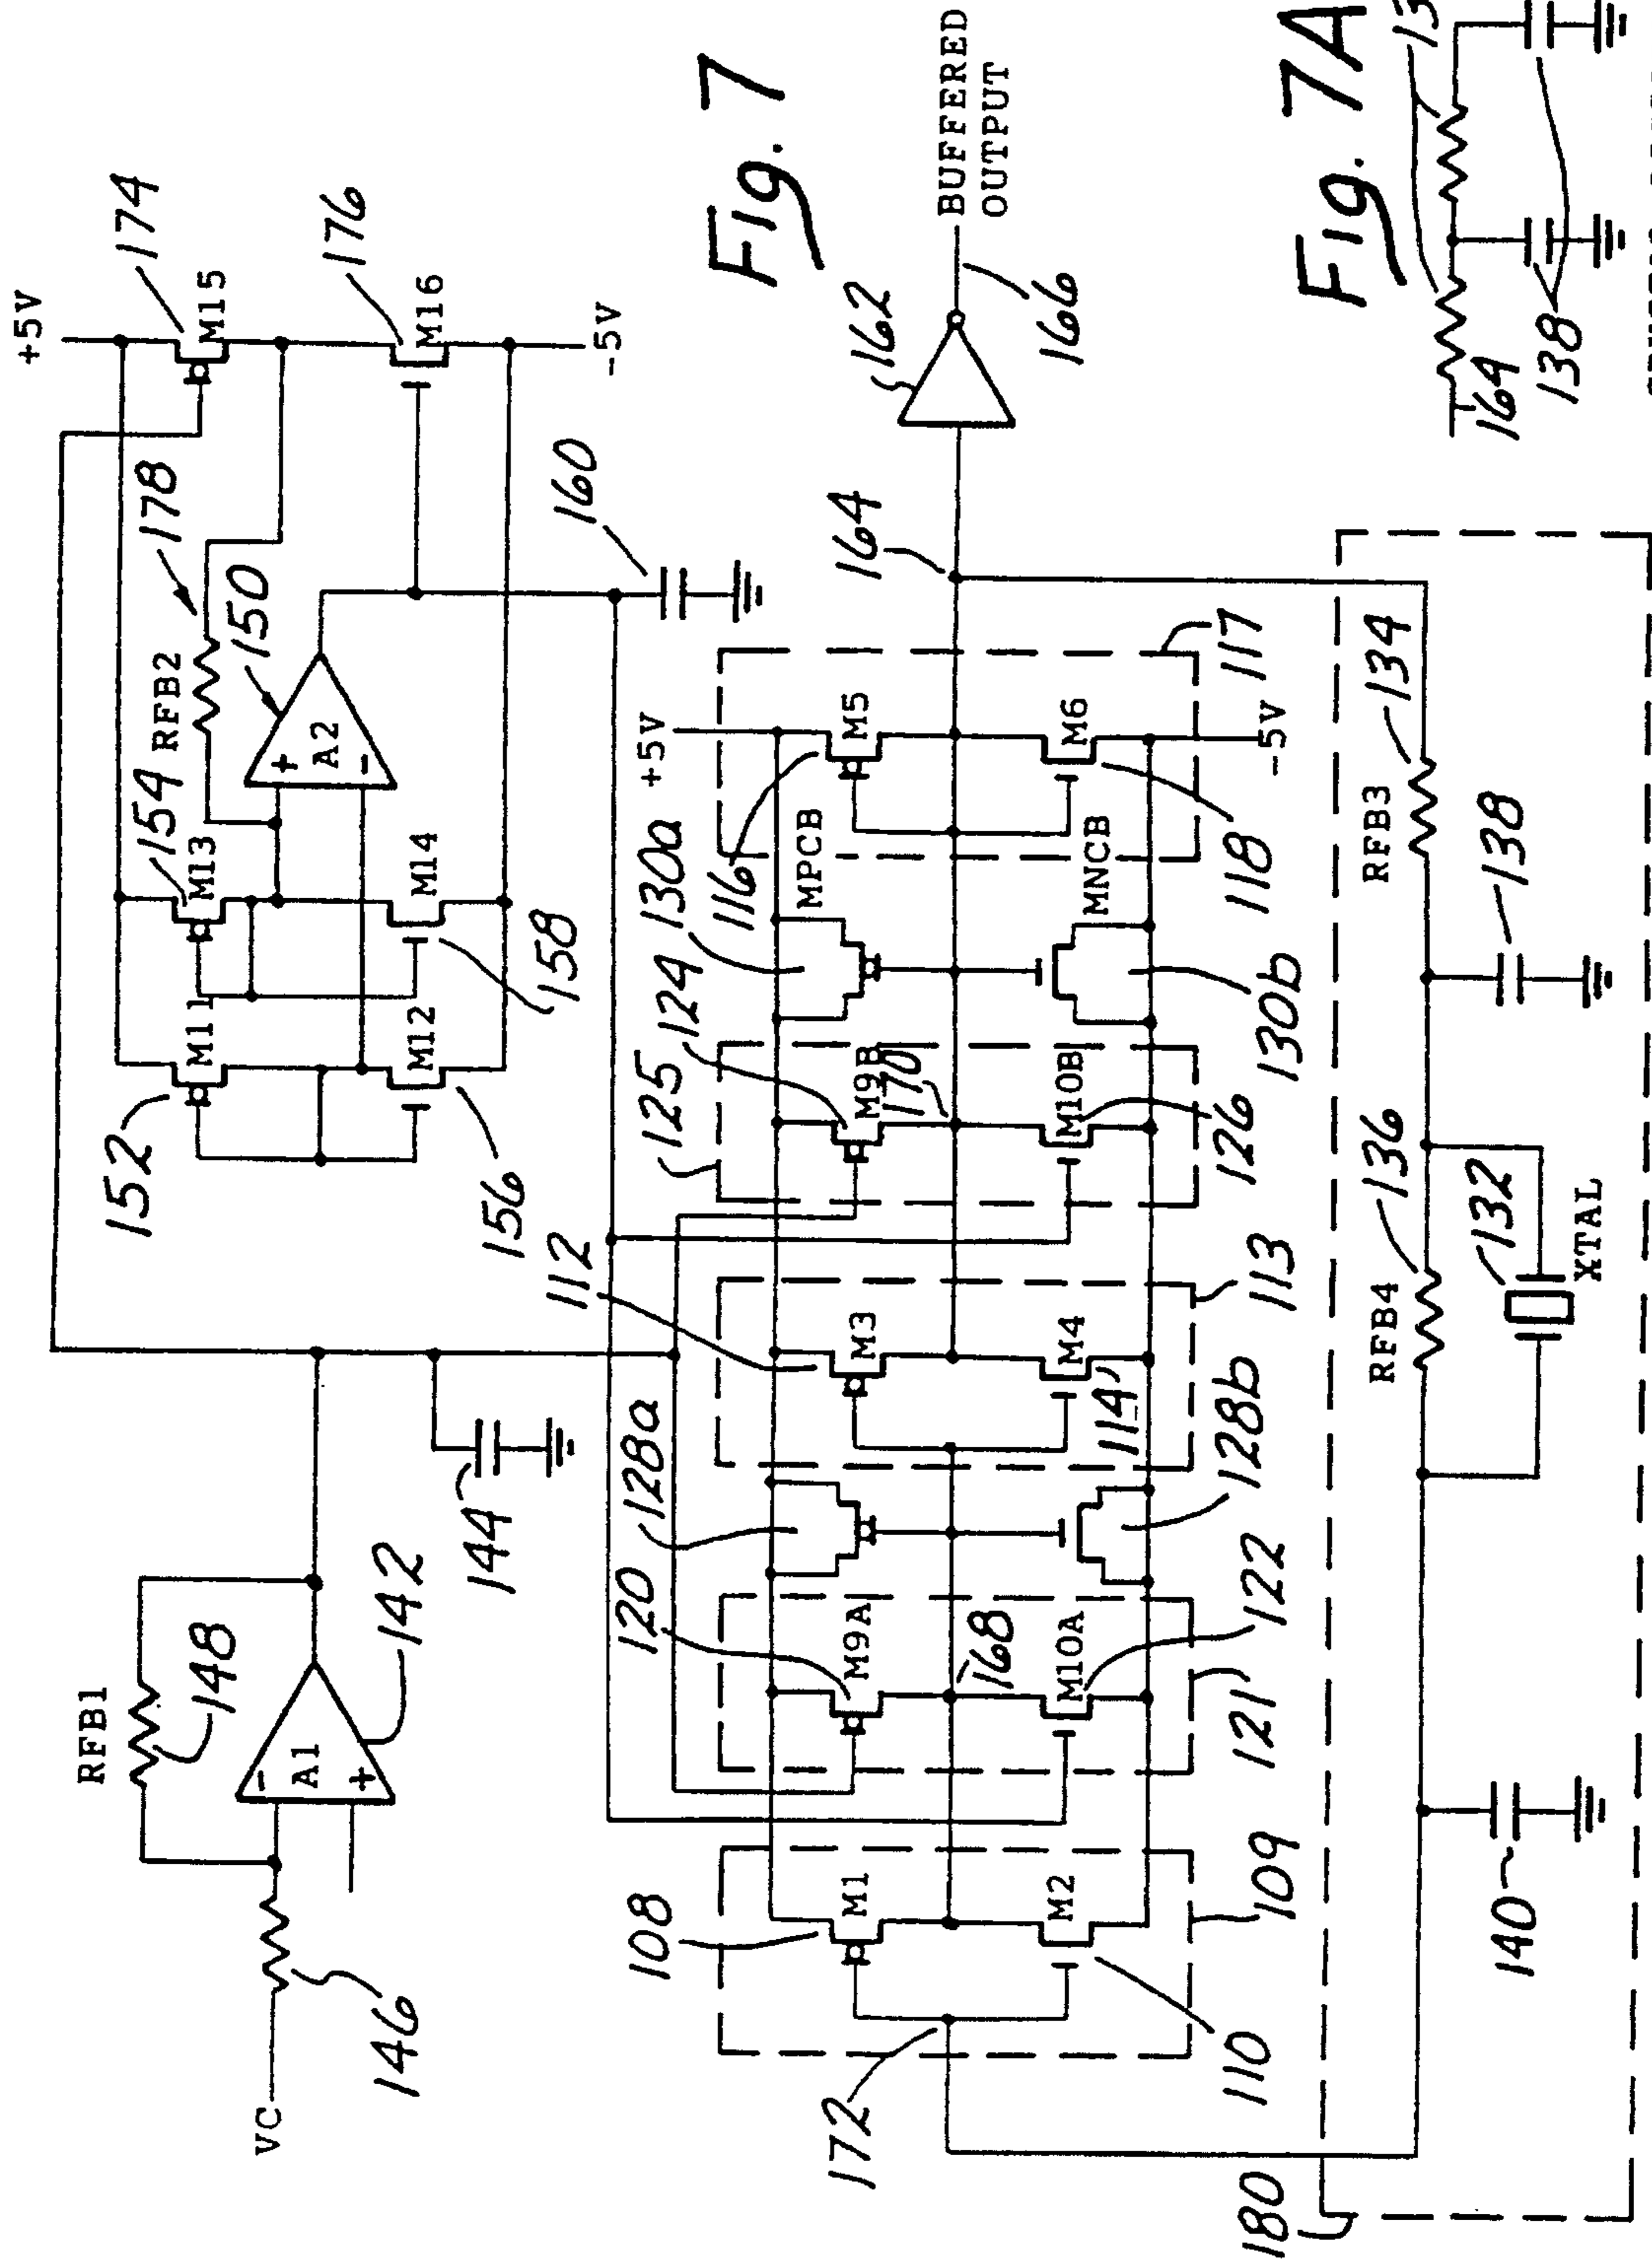 +5V
174
M15
176
M16
-5V
178
RFB2
150
A2
+
-
154
M13
M14
158
160
152
M11
M12
156
RFB1
148
A1
-
+
142
144
VC
146
Fig. 7
BUFFERED
OUTPUT
162
166
164
117
+5V
M5
116
M6
118
-5V
MPCB
130a
MNCB
130b
124
125
M9B
170
M10B
126
112
M3
M4
114
113
128a
128b
120
M9A
168
M10A
122
121
108
M1
M2
110
109
172
180
RFB3
134
138
RFB4
136
132
XTAL
140
Fig. 7A
164
138